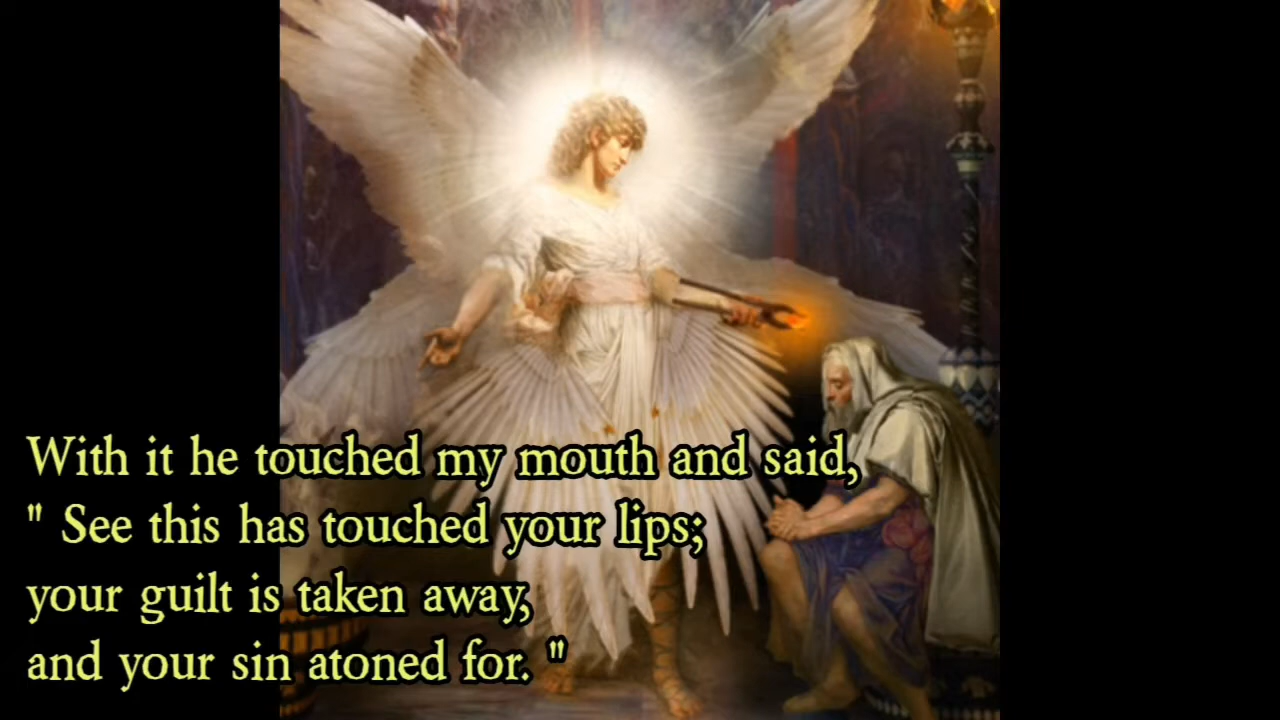 With it he touched my mouth and said,
" See this has touched your lips;
your guilt is taken away,
and your sin atoned for. "